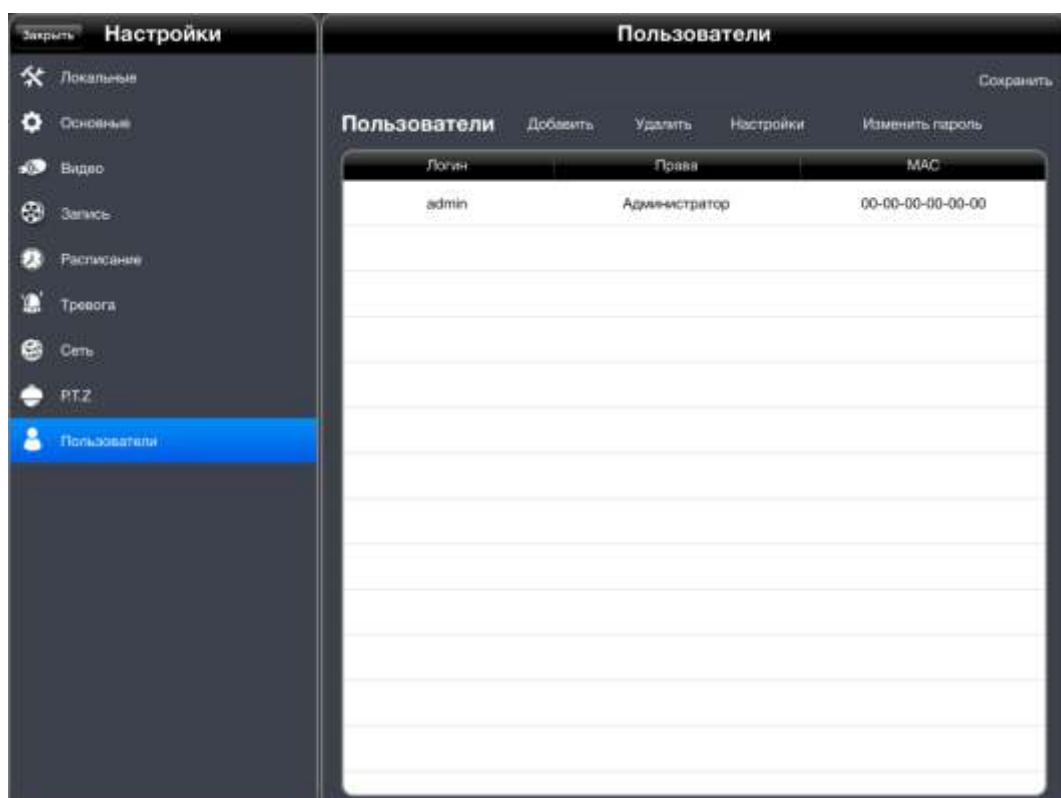 Закрыть Настройки
Пользователи
Локальные
Основные
Видео
Запись
Расписание
Тревога
Сеть
P.T.Z
Пользователи
Сохранить
Пользователи Добавить Удалить Настройки Изменить пароль
Логин Права MAC
admin Администратор 00-00-00-00-00-00